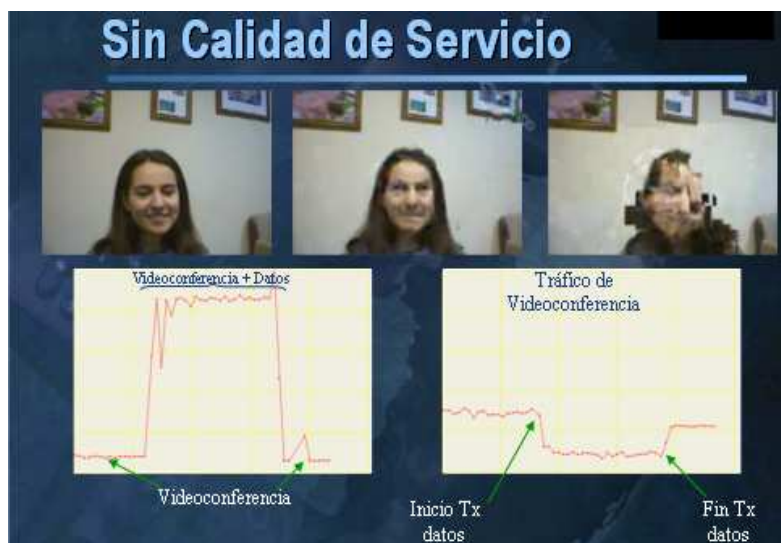 Sin Calidad de Servicio
Videoconferencia + Datos
Tráfico de
Videoconferencia
Videoconferencia
Inicio Tx
datos
Fin Tx
datos